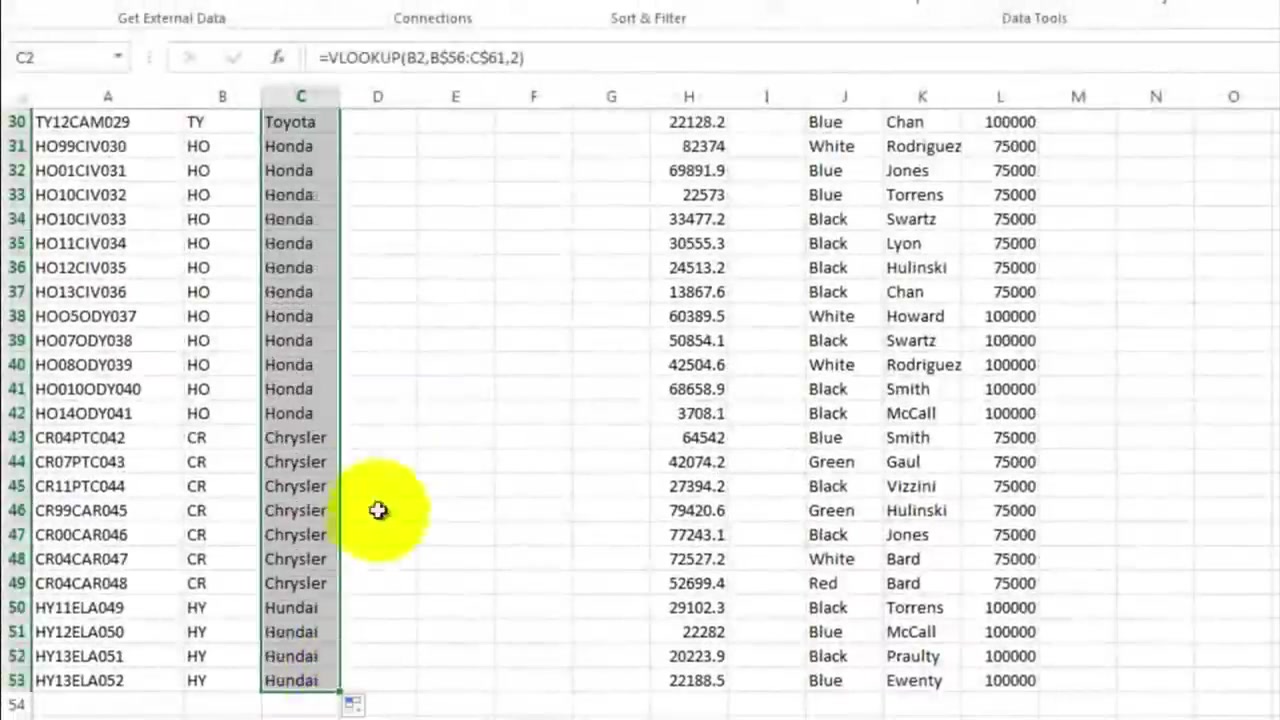 Get External Data Connections Sort & Filter Data Tools
C2 fx =VLOOKUP(B2,B$56:C$61,2)
A B C D E F G H I J K L M N O
30 TY12CAM029 TY Toyota 22128.2 Blue Chan 100000
31 HO99CIV030 HO Honda 82374 White Rodriguez 75000
32 HO01CIV031 HO Honda 69891.9 Blue Jones 75000
33 HO10CIV032 HO Honda 22573 Blue Torrens 75000
34 HO10CIV033 HO Honda 33477.2 Black Swartz 75000
35 HO11CIV034 HO Honda 30555.3 Black Lyon 75000
36 HO12CIV035 HO Honda 24513.2 Black Hulinski 75000
37 HO13CIV036 HO Honda 13867.6 Black Chan 75000
38 HOO5ODY037 HO Honda 60389.5 White Howard 100000
39 HO07ODY038 HO Honda 50854.1 Black Swartz 100000
40 HO08ODY039 HO Honda 42504.6 White Rodriguez 100000
41 HO010ODY040 HO Honda 68658.9 Black Smith 100000
42 HO14ODY041 HO Honda 3708.1 Black McCall 100000
43 CR04PTC042 CR Chrysler 64542 Blue Smith 75000
44 CR07PTC043 CR Chrysler 42074.2 Green Gaul 75000
45 CR11PTC044 CR Chrysler 27394.2 Black Vizzini 75000
46 CR99CAR045 CR Chrysler 79420.6 Green Hulinski 75000
47 CR00CAR046 CR Chrysler 77243.1 Black Jones 75000
48 CR04CAR047 CR Chrysler 72527.2 White Bard 75000
49 CR04CAR048 CR Chrysler 52699.4 Red Bard 75000
50 HY11ELA049 HY Hundai 29102.3 Black Torrens 100000
51 HY12ELA050 HY Hundai 22282 Blue McCall 100000
52 HY13ELA051 HY Hundai 20223.9 Black Praulty 100000
53 HY13ELA052 HY Hundai 22188.5 Blue Ewenty 100000
54